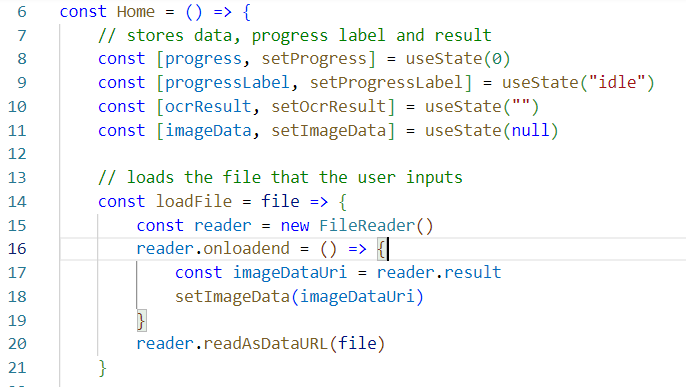 6 const Home = () => {
7 // stores data, progress label and result
8 const [progress, setProgress] = useState(0)
9 const [progressLabel, setProgressLabel] = useState("idle")
10 const [ocrResult, setOcrResult] = useState("")
11 const [imageData, setImageData] = useState(null)
12
13 // loads the file that the user inputs
14 const loadFile = file => {
15 const reader = new FileReader()
16 reader.onloadend = () => {
17 const imageDataUri = reader.result
18 setImageData(imageDataUri)
19 }
20 reader.readAsDataURL(file)
21 }